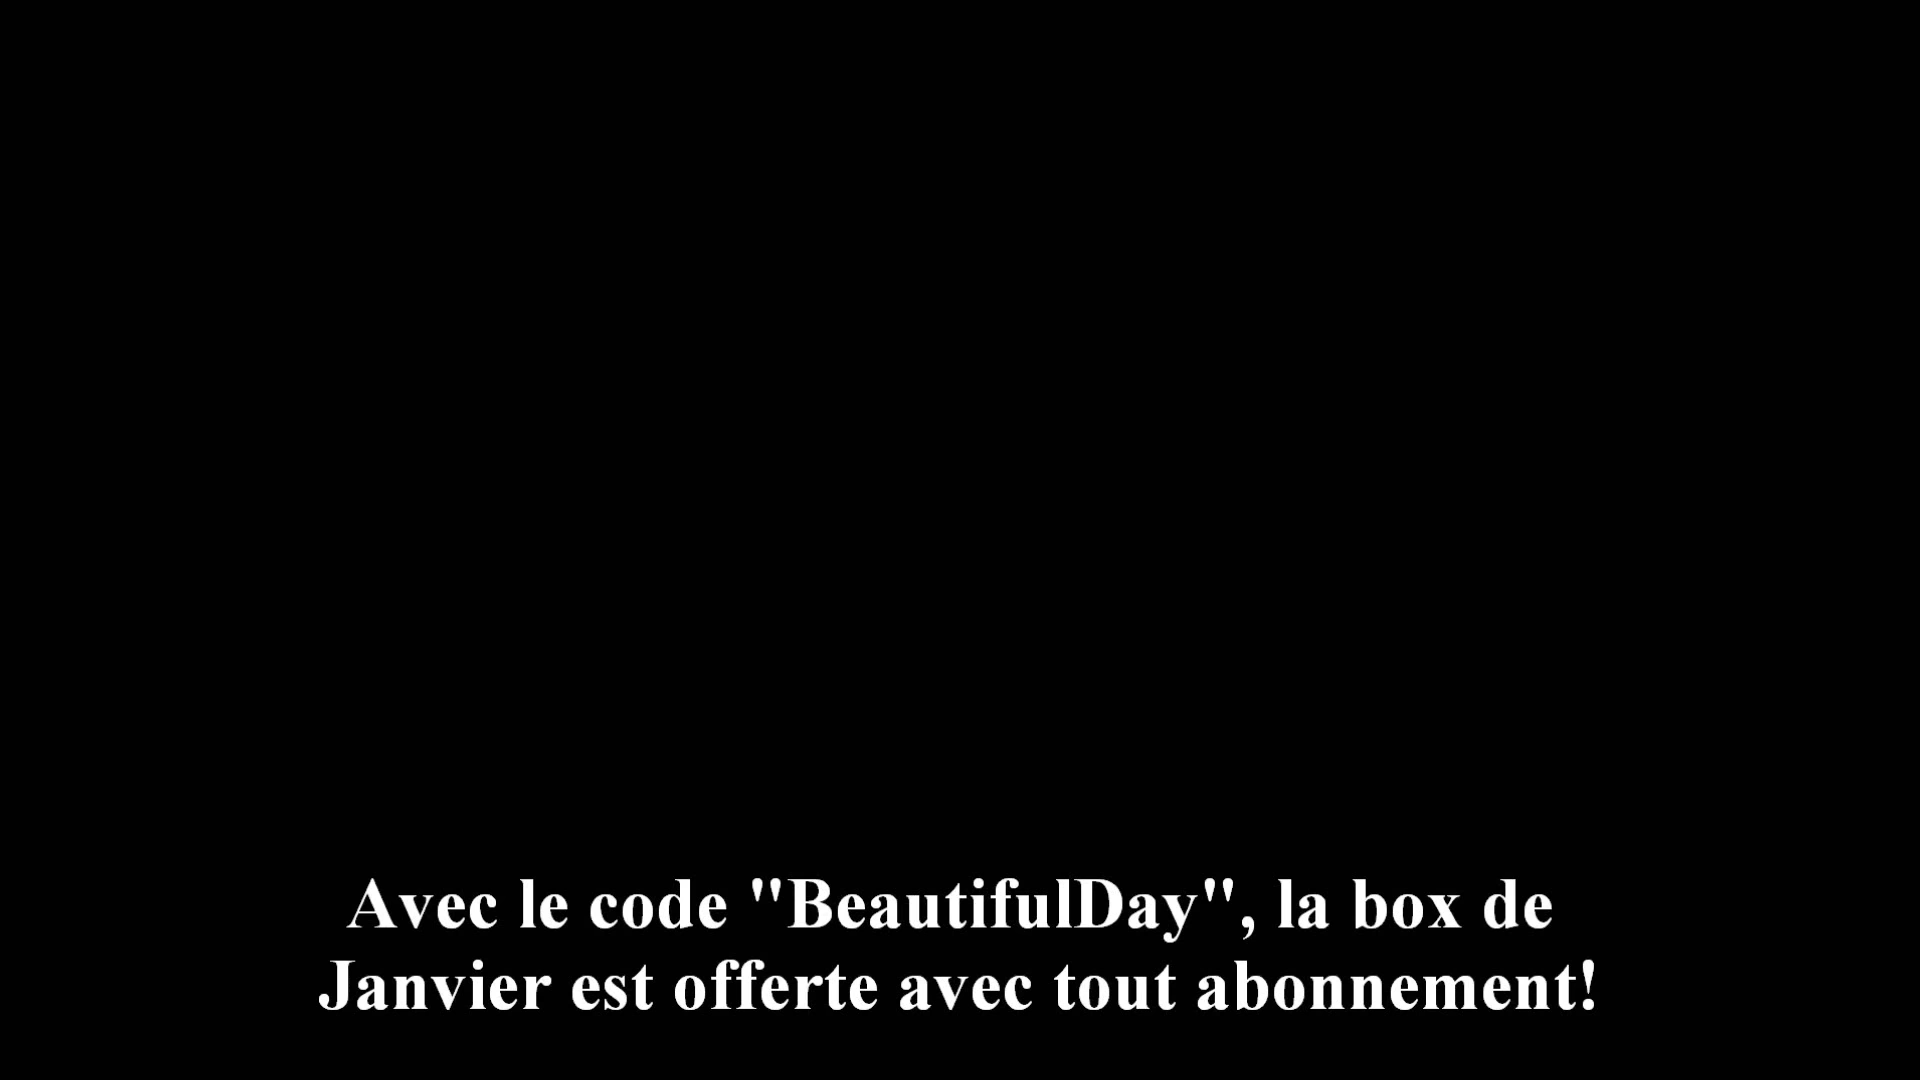 Avec le code "BeautifulDay", la box de
Janvier est offerte avec tout abonnement!